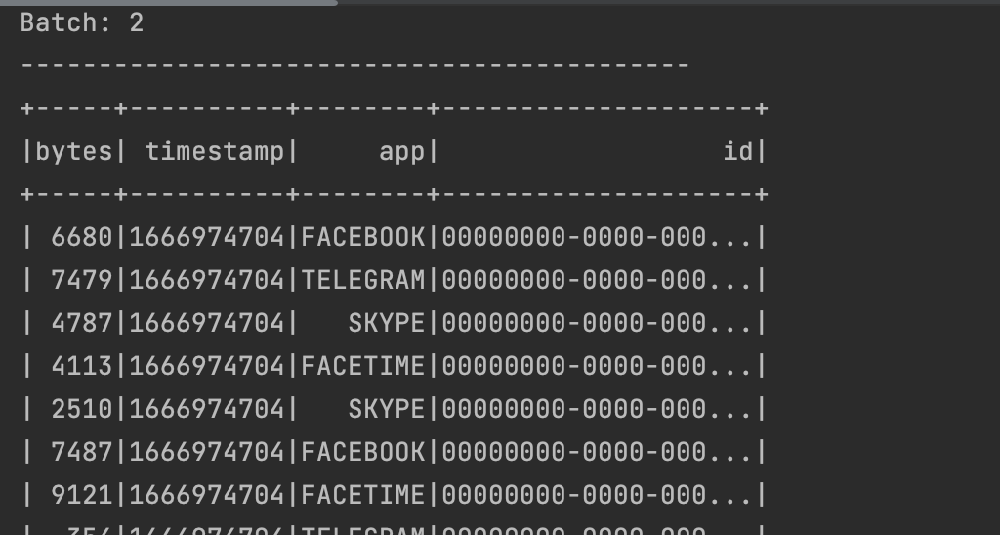 Batch: 2
-------------------------------------------
+-----+----------+--------+--------------------+
|bytes| timestamp|     app|                  id|
+-----+----------+--------+--------------------+
| 6680|1666974704|FACEBOOK|00000000-0000-000...|
| 7479|1666974704|TELEGRAM|00000000-0000-000...|
| 4787|1666974704|   SKYPE|00000000-0000-000...|
| 4113|1666974704|FACETIME|00000000-0000-000...|
| 2510|1666974704|   SKYPE|00000000-0000-000...|
| 7487|1666974704|FACEBOOK|00000000-0000-000...|
| 9121|1666974704|FACETIME|00000000-0000-000...|
|  354|1666974704|TELEGRAM|00000000-0000-000...|